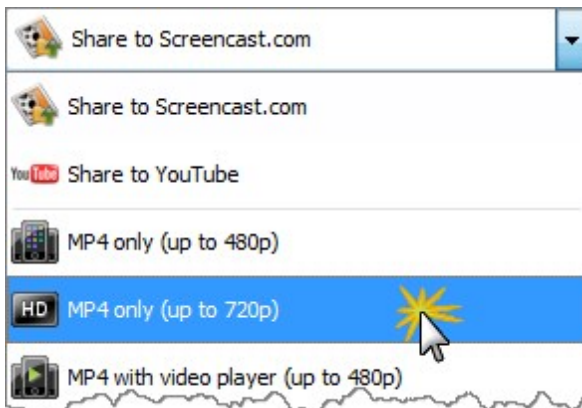 Share to Screencast.com
Share to Screencast.com
You Tube Share to YouTube
MP4 only (up to 480p)
HD MP4 only (up to 720p)
MP4 with video player (up to 480p)